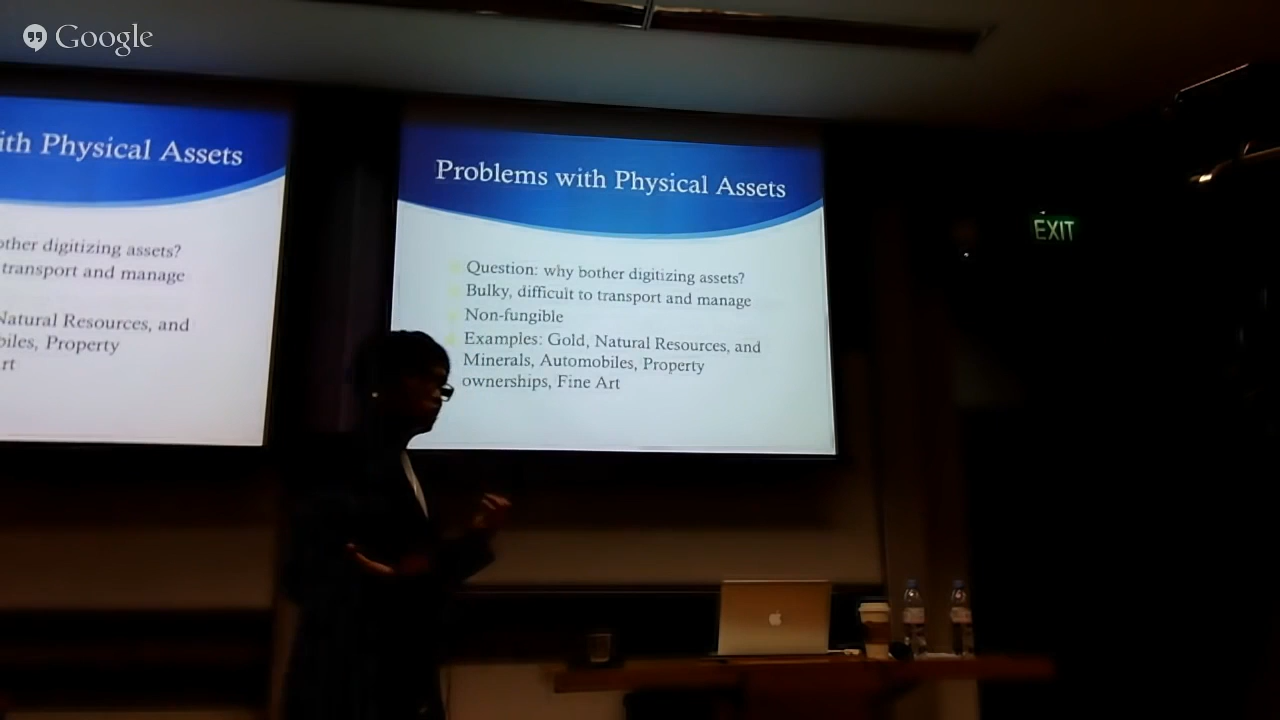 Google
ith Physical Assets
other digitizing assets?
transport and manage
Natural Resources, and
biles, Property
rt
Problems with Physical Assets
Question: why bother digitizing assets?
Bulky, difficult to transport and manage
Non-fungible
Examples: Gold, Natural Resources, and
Minerals, Automobiles, Property
ownerships, Fine Art
EXIT